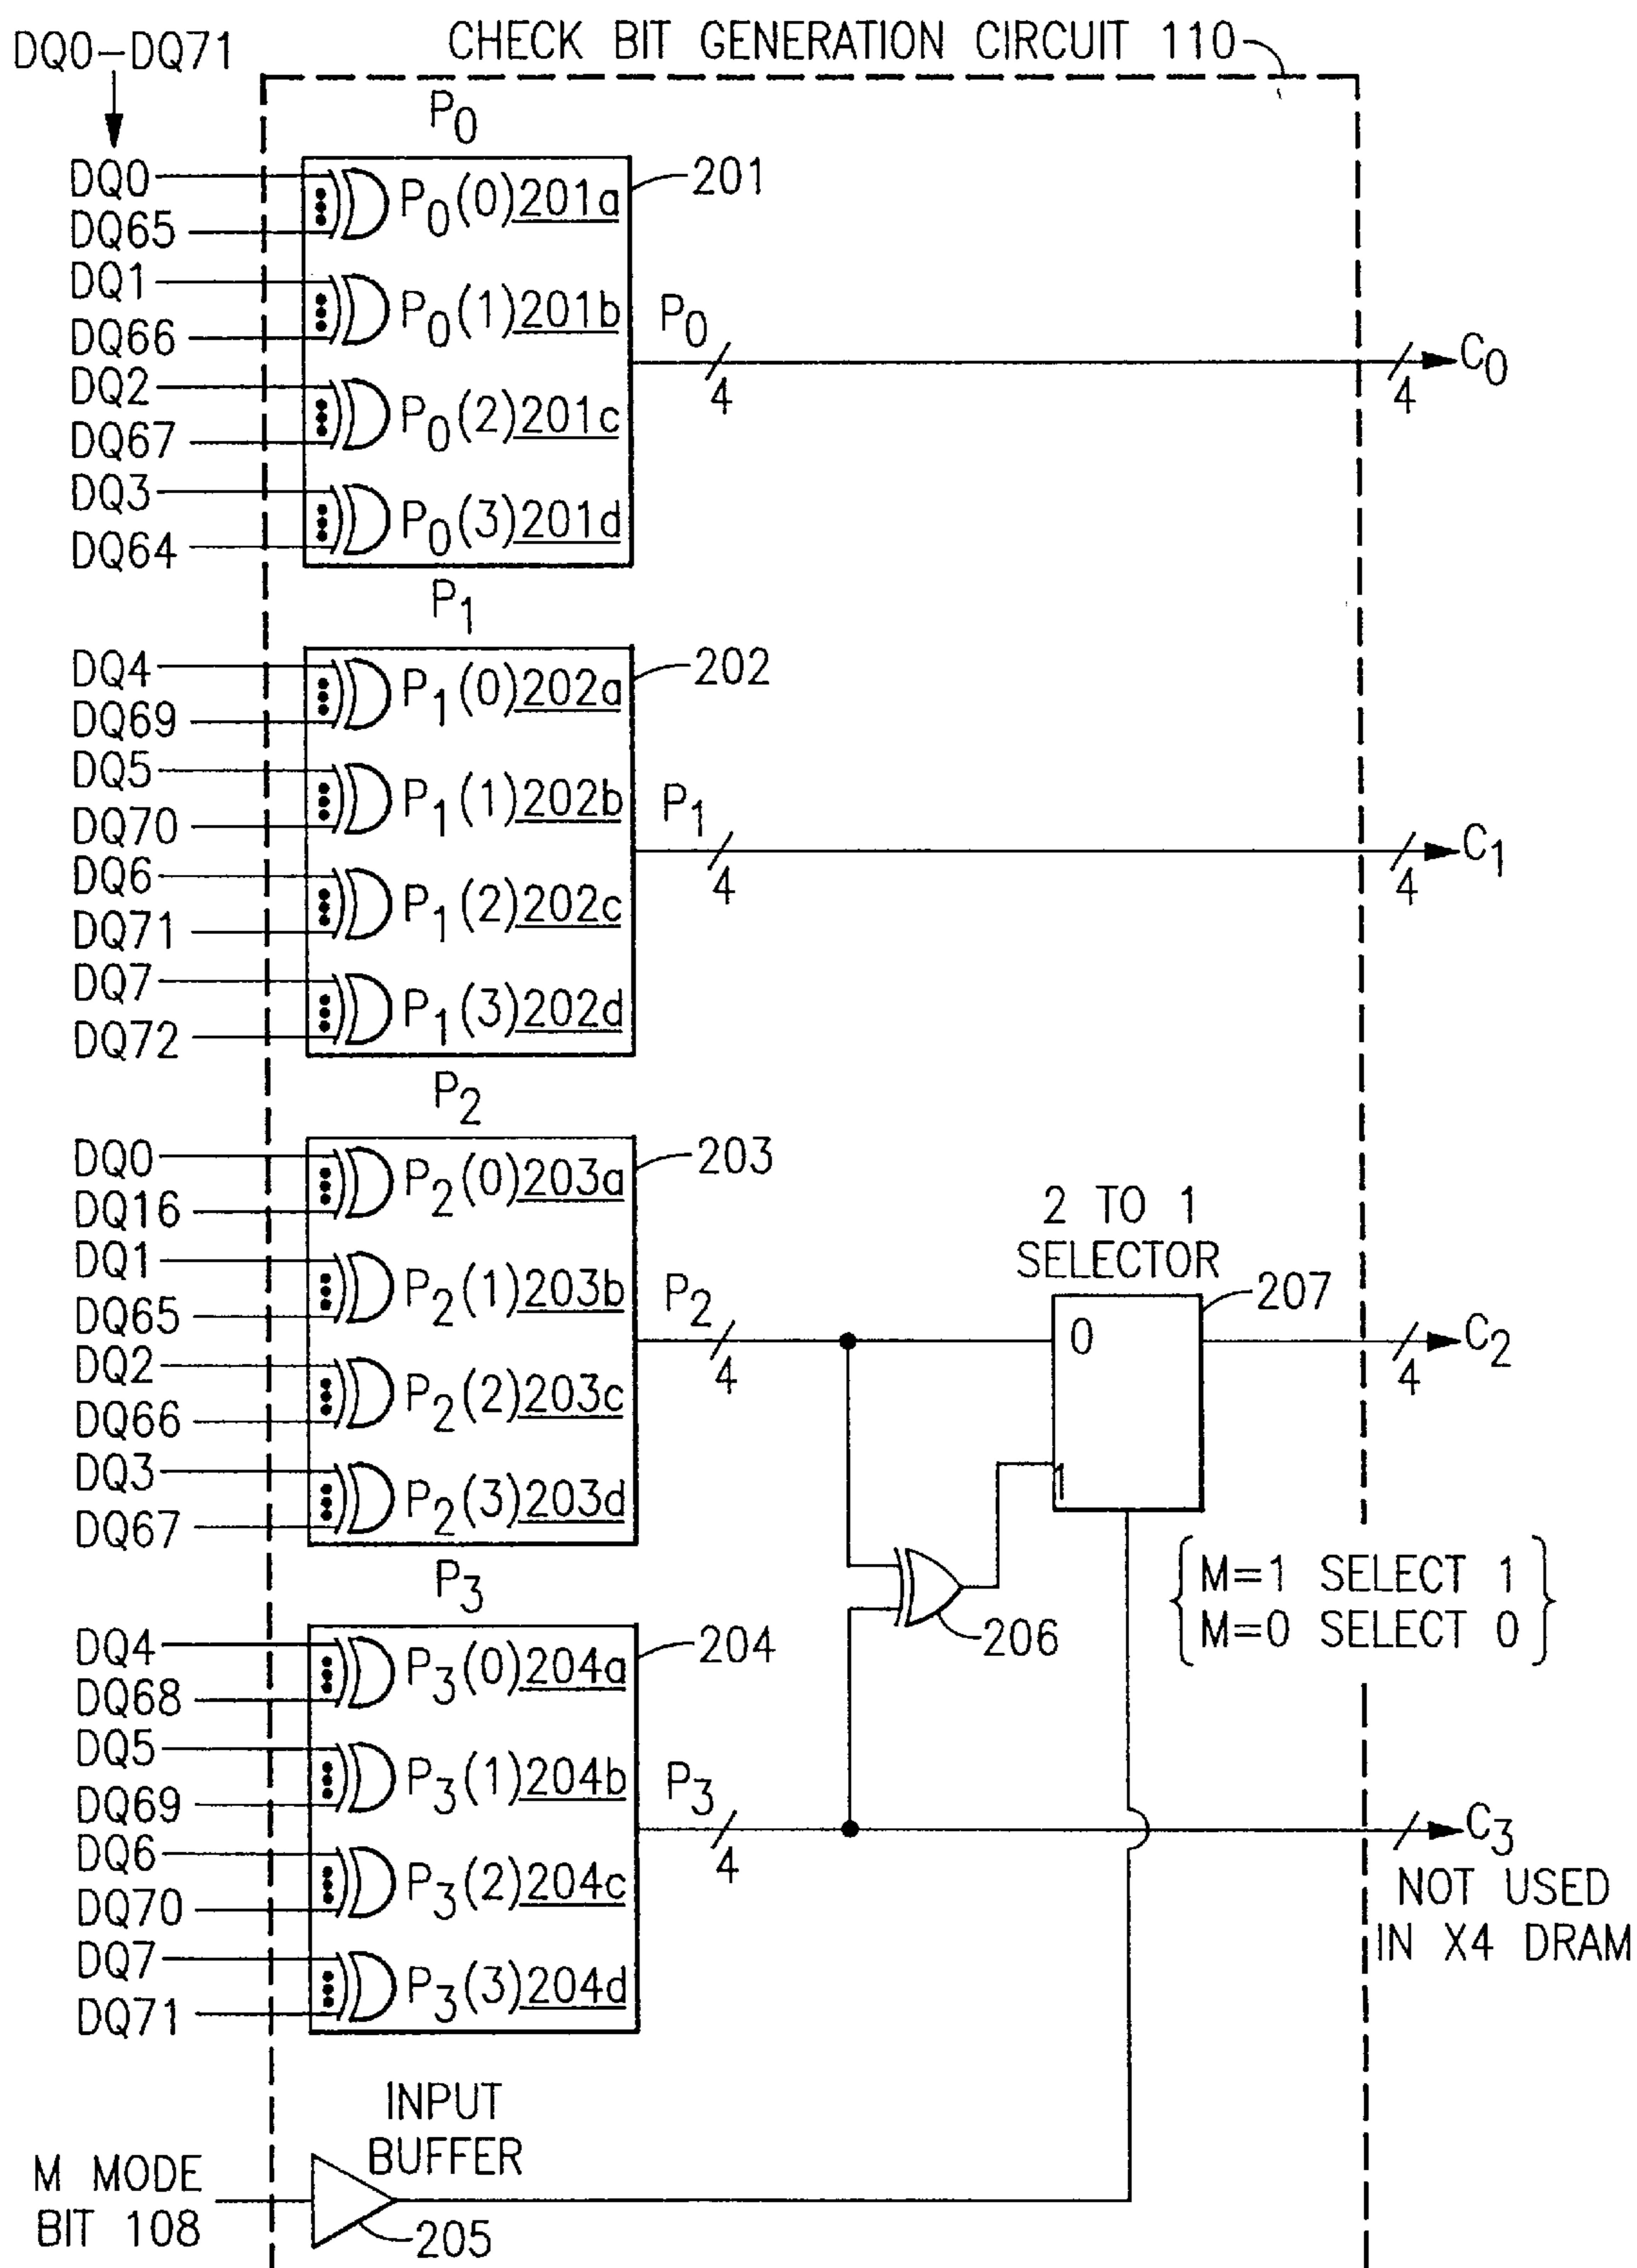 CHECK BIT GENERATION CIRCUIT 110
DQ0-DQ71
P0
DQ0
DQ65
P0(0)201a
201
DQ1
DQ66
P0(1)201b
P0
4
4
C0
DQ2
DQ67
P0(2)201c
DQ3
DQ64
P0(3)201d
P1
DQ4
DQ69
P1(0)202a
202
DQ5
DQ70
P1(1)202b
P1
4
4
C1
DQ6
DQ71
P1(2)202c
DQ7
DQ72
P1(3)202d
P2
DQ0
DQ16
P2(0)203a
203
2 TO 1
SELECTOR
207
DQ1
DQ65
P2(1)203b
P2
4
0
4
C2
DQ2
DQ66
P2(2)203c
DQ3
DQ67
P2(3)203d
1
M=1 SELECT 1
M=0 SELECT 0
206
P3
DQ4
DQ68
P3(0)204a
204
DQ5
DQ69
P3(1)204b
P3
4
C3
NOT USED
IN X4 DRAM
DQ6
DQ70
P3(2)204c
DQ7
DQ71
P3(3)204d
INPUT
BUFFER
M MODE
BIT 108
205